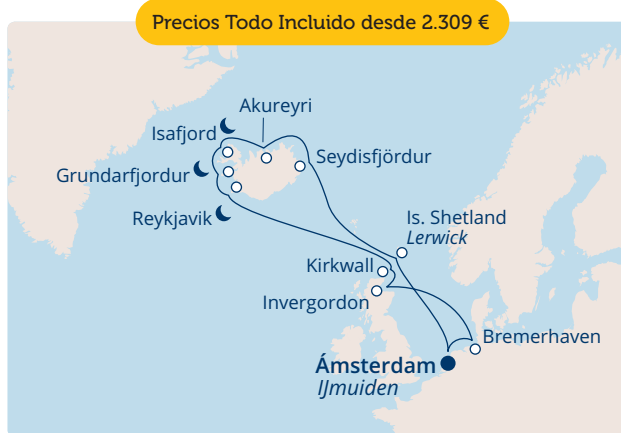 Precios Todo Incluido desde 2.309 €
Akureyri
Isafjord
Seydisfjördur
Grundarfjordur
Reykjavik
Is. Shetland
Lerwick
Kirkwall
Invergordon
Bremerhaven
Ámsterdam
IJmuiden